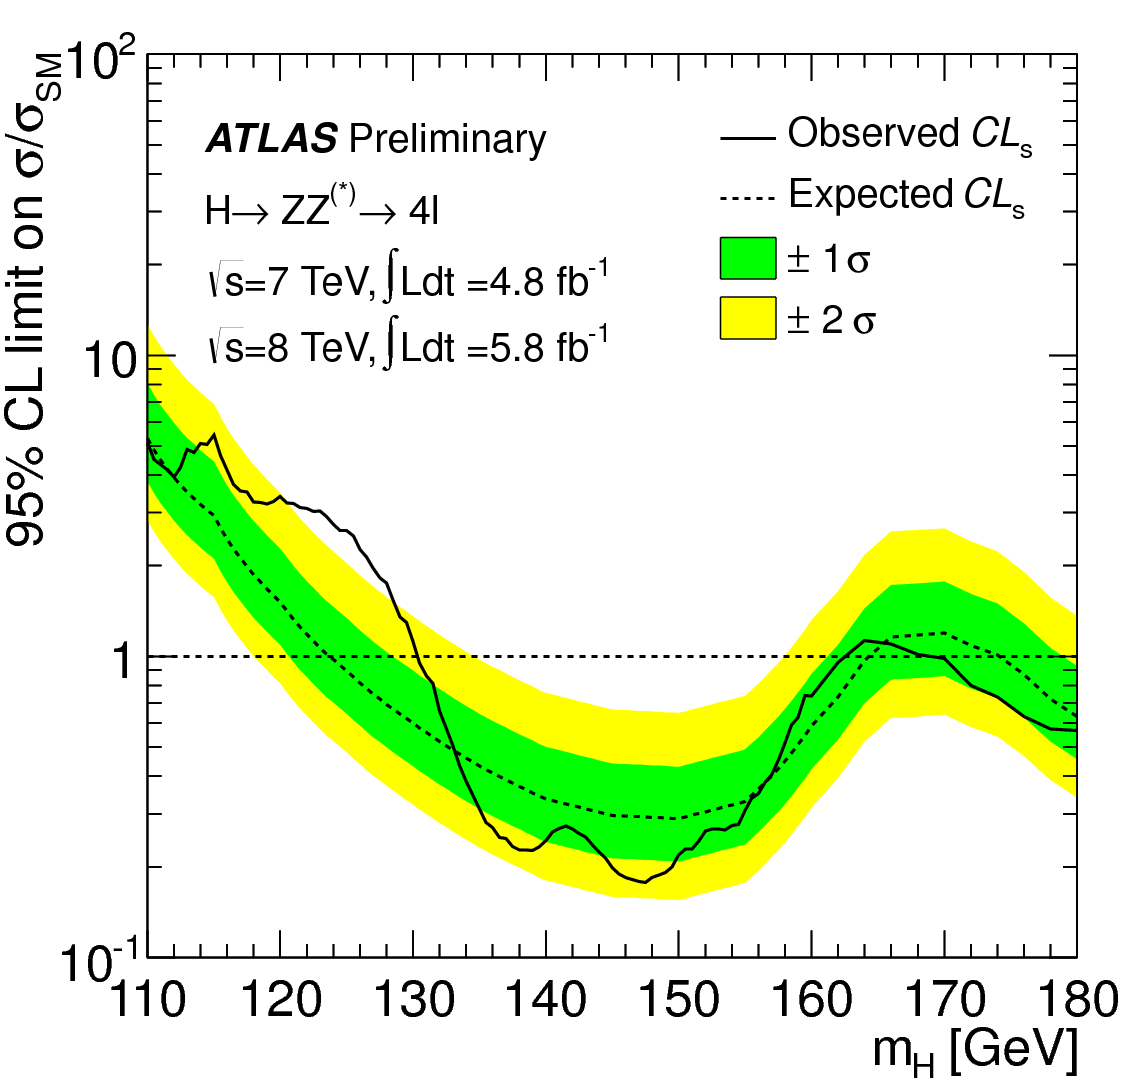 95% CL limit on σ/σSM
10²
10
1
10⁻¹
ATLAS Preliminary
H→ ZZ(*)→ 4l
√s=7 TeV, ∫Ldt =4.8 fb⁻¹
√s=8 TeV, ∫Ldt =5.8 fb⁻¹
Observed CLs
Expected CLs
± 1 σ
± 2 σ
110 120 130 140 150 160 170 180
mH [GeV]